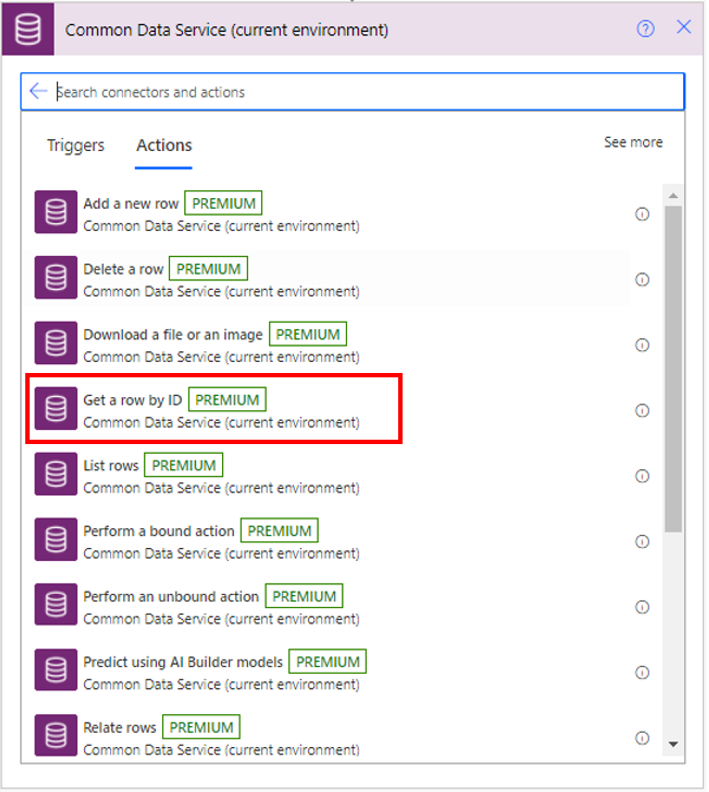 Common Data Service (current environment)
Search connectors and actions
Triggers Actions See more
Add a new row PREMIUM
Common Data Service (current environment)
Delete a row PREMIUM
Common Data Service (current environment)
Download a file or an image PREMIUM
Common Data Service (current environment)
Get a row by ID PREMIUM
Common Data Service (current environment)
List rows PREMIUM
Common Data Service (current environment)
Perform a bound action PREMIUM
Common Data Service (current environment)
Perform an unbound action PREMIUM
Common Data Service (current environment)
Predict using AI Builder models PREMIUM
Common Data Service (current environment)
Relate rows PREMIUM
Common Data Service (current environment)